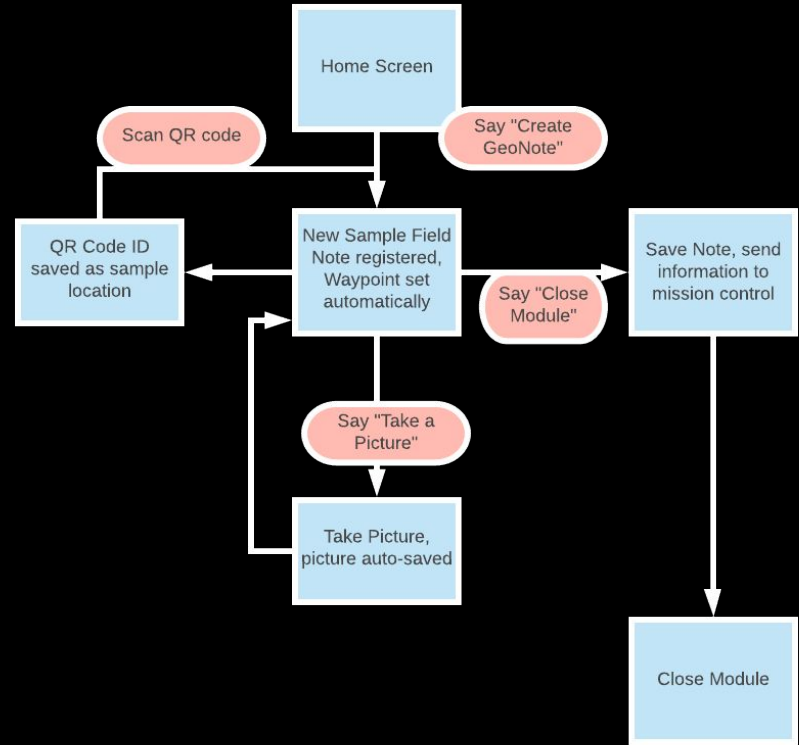 Home Screen
Scan QR code
Say "Create
GeoNote"
QR Code ID
saved as sample
location
New Sample Field
Note registered,
Waypoint set
automatically
Say "Close
Module"
Save Note, send
information to
mission control
Say "Take a
Picture"
Take Picture,
picture auto-saved
Close Module